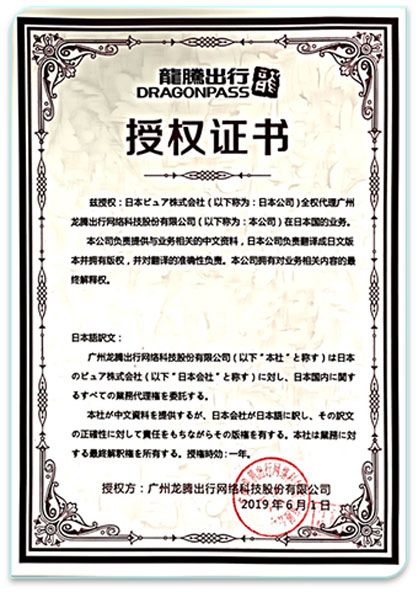 龍騰出行
DRAGONPASS
授权证书
兹授权：日本ピュア株式会社（以下称为：日本公司）全权代理广州
龙腾出行网络科技股份有限公司（以下称为：本公司）在日本国的业务。
本公司负责提供与业务相关的中文资料，日本公司负责翻译成日文版
本并拥有版权，并对翻译的准确性负责。本公司拥有对业务相关内容的最
终解释权。
日本語訳文：
广州龙腾出行网络科技股份有限公司（以下“本社”と称す）は日本
のピュア株式会社（以下“日本会社”と称す）に対し、日本国内に関す
るすべての業務代理権を委託する。
本社が中文資料を提供するが、日本会社が日本語に訳し、その訳文
の正確性に対して責任をもちながらその版権を有する。本社は業務に対
する最終解釈権を所有する。授権時効:一年。
授权方：广州龙腾出行网络科技股份有限公司
2019年6月1日